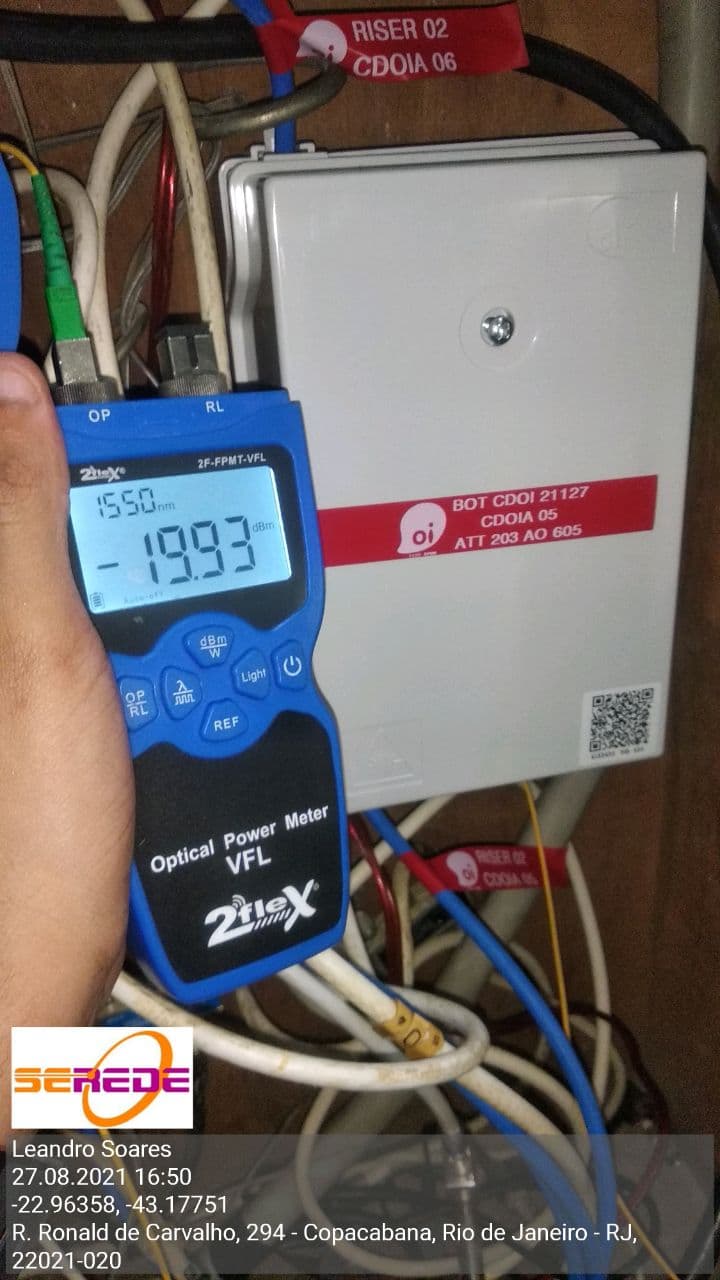 RISER 02
CDOIA 06
OP
RL
2flex
2F-FPMT-VFL
1550nm
-19.93 dBm
Auto-off
oi
BOT CDOI 21127
CDOIA 05
ATT 203 AO 605
dBm
W
OP
RL
λ
Light
REF
Optical Power Meter
VFL
2flex
oi
RISER 02
CDOIA 05
SEREDE
Leandro Soares
27.08.2021 16:50
-22.96358, -43.17751
R. Ronald de Carvalho, 294 - Copacabana, Rio de Janeiro - RJ,
22021-020